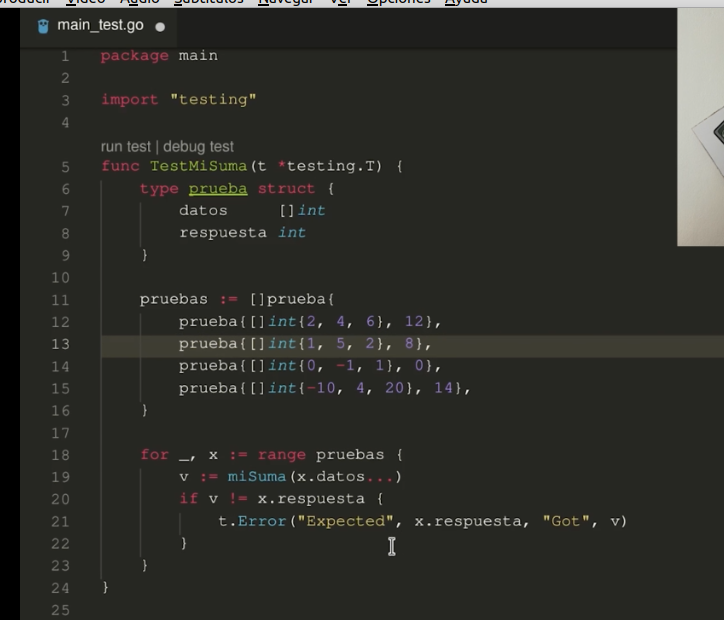 Video Audio Subtítulos Navegar Ver Opciones Ayuda
main_test.go
1 package main
2
3 import "testing"
4
run test | debug test
5 func TestMiSuma(t *testing.T) {
6 type prueba struct {
7 datos []int
8 respuesta int
9 }
10
11 pruebas := []prueba{
12 prueba{[]int{2, 4, 6}, 12},
13 prueba{[]int{1, 5, 2}, 8},
14 prueba{[]int{0, -1, 1}, 0},
15 prueba{[]int{-10, 4, 20}, 14},
16 }
17
18 for _, x := range pruebas {
19 v := miSuma(x.datos...)
20 if v != x.respuesta {
21 t.Error("Expected", x.respuesta, "Got", v)
22 }
23 }
24 }
25